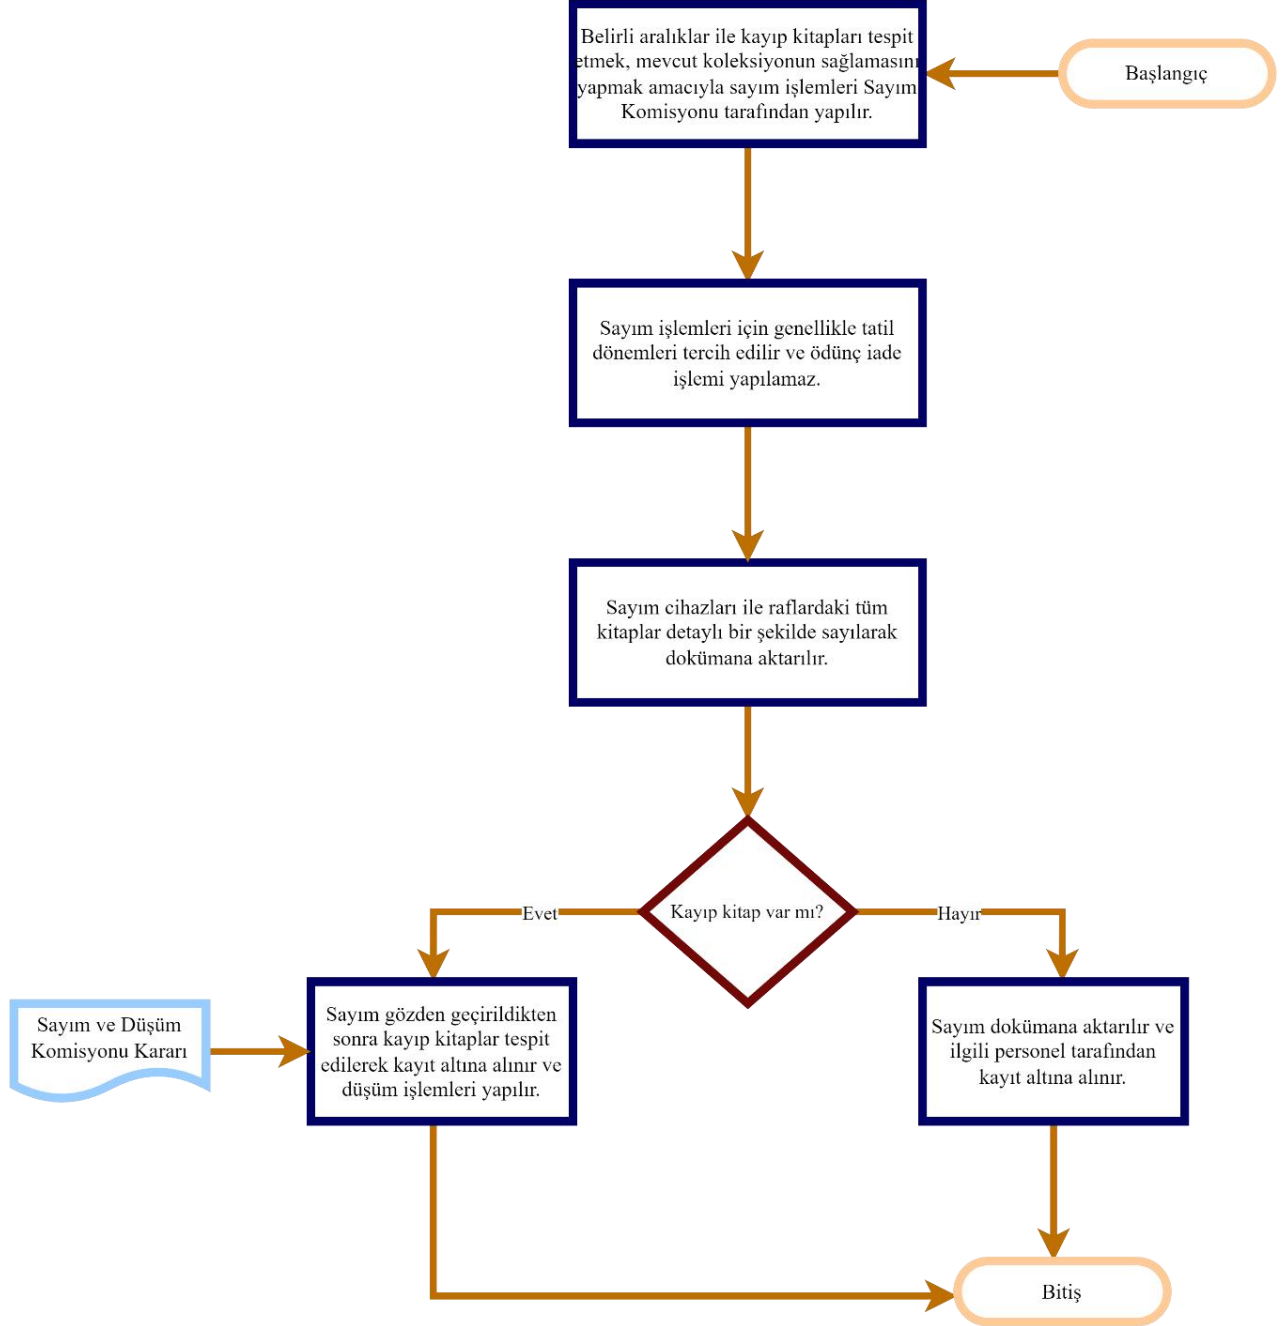 Başlangıç
Belirli aralıklar ile kayıp kitapları tespit
etmek, mevcut koleksiyonun sağlamasını
yapmak amacıyla sayım işlemleri Sayım
Komisyonu tarafından yapılır.
Sayım işlemleri için genellikle tatil
dönemleri tercih edilir ve ödünç iade
işlemi yapılamaz.
Sayım cihazları ile raflardaki tüm
kitaplar detaylı bir şekilde sayılarak
dokümana aktarılır.
Kayıp kitap var mı?
Evet
Hayır
Sayım ve Düşüm
Komisyonu Kararı
Sayım gözden geçirildikten
sonra kayıp kitaplar tespit
edilerek kayıt altına alınır ve
düşüm işlemleri yapılır.
Sayım dokümana aktarılır ve
ilgili personel tarafından
kayıt altına alınır.
Bitiş